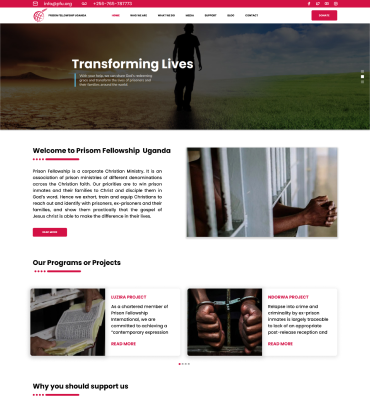 info@pfu.org +256-765-787775
PRISON FELLOWSHIP UGANDA HOME WHO WE ARE WHAT WE DO MEDIA SUPPORT BLOG CONTACT DONATE
Transforming Lives
With your help, we can share God's redeeming
grace and transform the lives of prisoners and
their families around the world.
Welcome to Prisom Fellowship Uganda
Prison Fellowship is a corporate Christian Ministry. It is an
association of prison ministries of different denominations
across the Christian faith. Our priorities are to win prison
inmates and their families to Christ and disciple them in
God's word. Hence we exhort, train and equip Churches to
reach out and identify with prisoners, ex-prisoners and their
families, and show them practically that the gospel of
Jesus christ is able to make the difference in their lives.
READ MORE
Our Programs or Projects
LUZIRA PROJECT
As a chartered member of
Prison Fellowship
International, we are
committed to achieving a
"contemporary expression
READ MORE
NDORWA PROJECT
Relapse into crime and
criminality by ex-prison
inmates is largely traceable
to lack of an appropriate
post-release reception and
READ MORE
Why you should support us